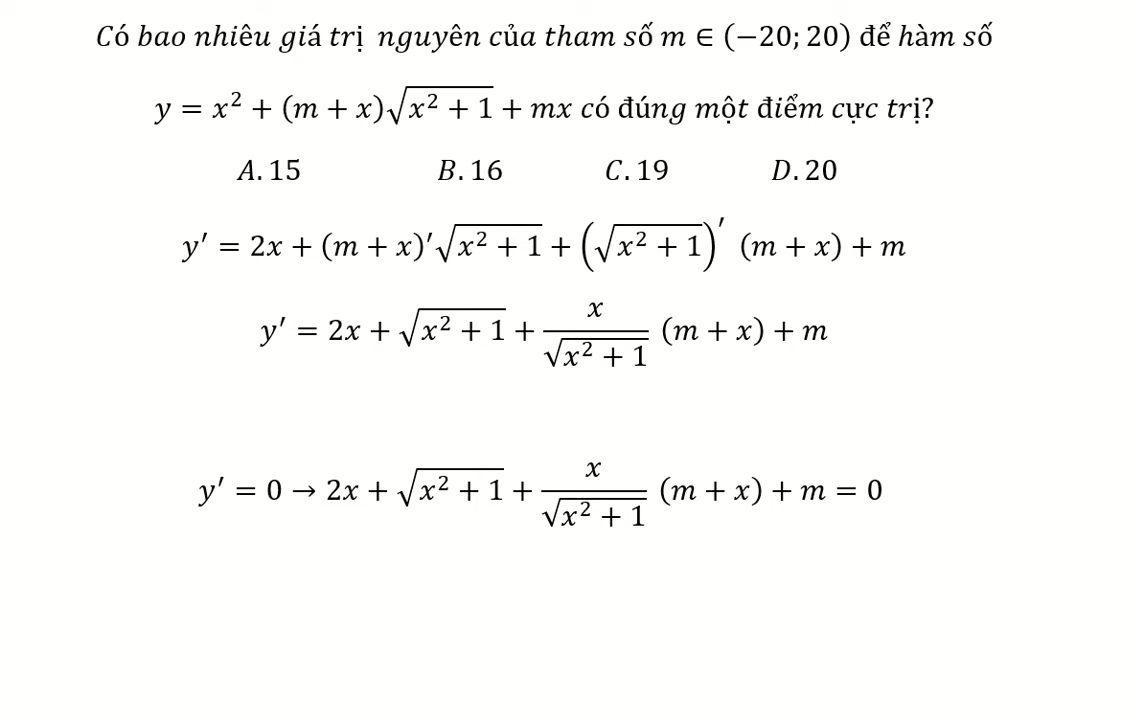 Có bao nhiêu giá trị nguyên của tham số m ∈ (−20; 20) để hàm số
y = x² + (m + x)√(x² + 1) + mx có đúng một điểm cực trị?
A. 15 B. 16 C. 19 D. 20
y′ = 2x + (m + x)′√(x² + 1) + (√(x² + 1))′ (m + x) + m
y′ = 2x + √(x² + 1) + x/√(x² + 1) (m + x) + m
y′ = 0 → 2x + √(x² + 1) + x/√(x² + 1) (m + x) + m = 0